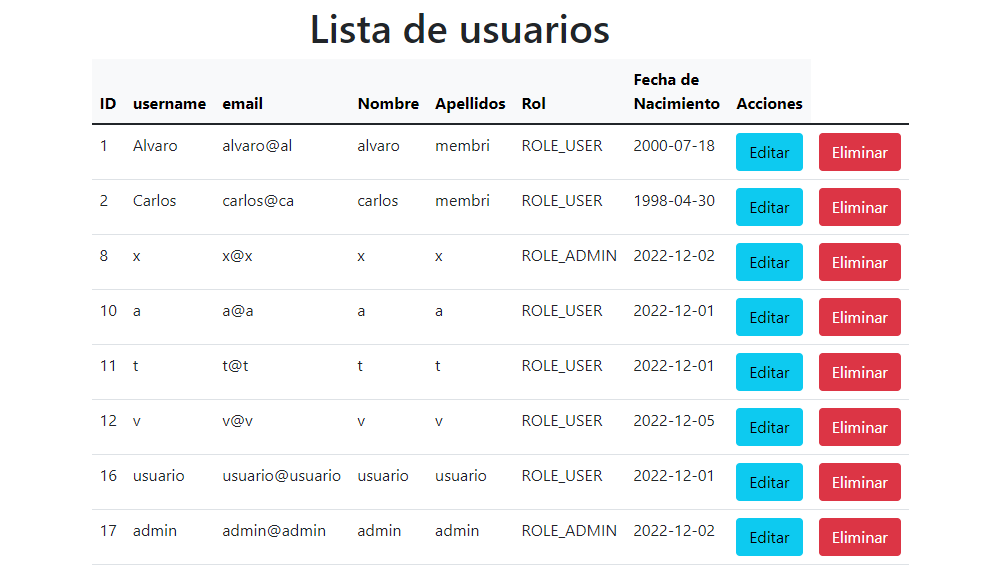 Lista de usuarios
ID username email Nombre Apellidos Rol Fecha de Nacimiento Acciones
1 Alvaro alvaro@al alvaro membri ROLE_USER 2000-07-18 Editar Eliminar
2 Carlos carlos@ca carlos membri ROLE_USER 1998-04-30 Editar Eliminar
8 x x@x x x ROLE_ADMIN 2022-12-02 Editar Eliminar
10 a a@a a a ROLE_USER 2022-12-01 Editar Eliminar
11 t t@t t t ROLE_USER 2022-12-01 Editar Eliminar
12 v v@v v v ROLE_USER 2022-12-05 Editar Eliminar
16 usuario usuario@usuario usuario usuario ROLE_USER 2022-12-01 Editar Eliminar
17 admin admin@admin admin admin ROLE_ADMIN 2022-12-02 Editar Eliminar